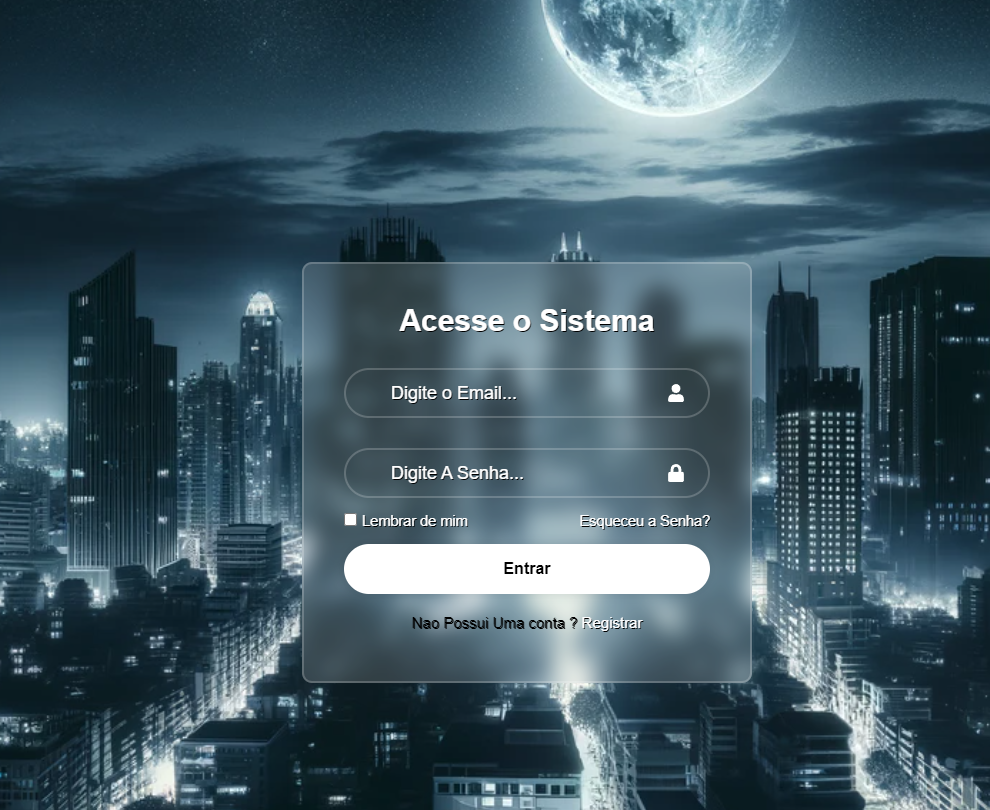 Acesse o Sistema
Digite o Email...
Digite A Senha...
Lembrar de mim Esqueceu a Senha?
Entrar
Nao Possui Uma conta ? Registrar